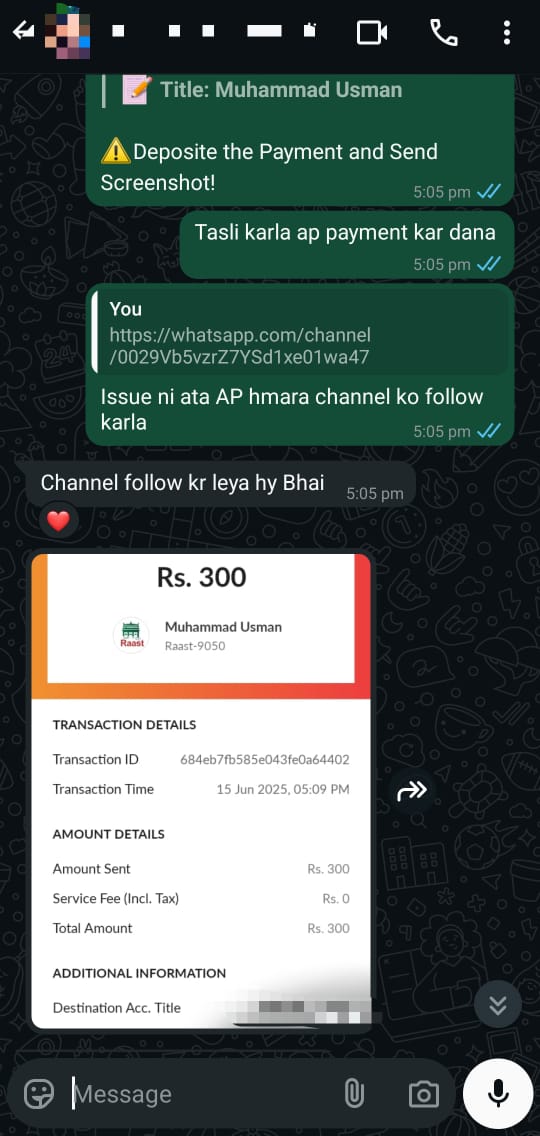 Title: Muhammad Usman
⚠️Deposite the Payment and Send
Screenshot!
5:05 pm
Tasli karla ap payment kar dana
5:05 pm
You
https://whatsapp.com/channel
/0029Vb5vzrZ7YSd1xe01wa47
Issue ni ata AP hmara channel ko follow
karla
5:05 pm
Channel follow kr leya hy Bhai
5:05 pm
Rs. 300
Raast
Muhammad Usman
Raast-9050
TRANSACTION DETAILS
Transaction ID 684eb7fb585e043fe0a64402
Transaction Time 15 Jun 2025, 05:09 PM
AMOUNT DETAILS
Amount Sent Rs. 300
Service Fee (Incl. Tax) Rs. 0
Total Amount Rs. 300
ADDITIONAL INFORMATION
Destination Acc. Title
Message